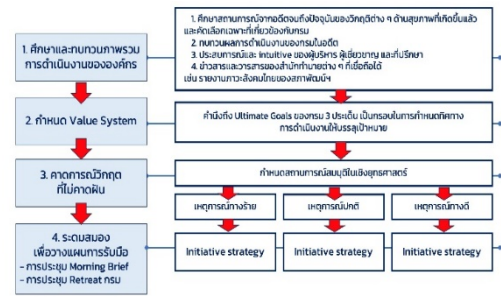 1. ศึกษาและทบทวนภาพรวม
การดำเนินงานขององค์กร
1. ศึกษาสถานการณ์จากอดีตจนถึงปัจจุบันของวิกฤติต่าง ๆ ด้านสุขภาพที่เกิดขึ้นแล้ว
และคัดเลือกเฉพาะที่เกี่ยวข้องกับกรม
2. ทบทวนผลการดำเนินงานของกรมในอดีต
3. ประสบการณ์และ intuitive ของผู้บริหาร ผู้เชี่ยวชาญ และที่ปรึกษา
4. ข่าวสารและวารสารของสำนักทำนายต่าง ๆ ที่เชื่อถือได้
เช่น รายงานภาวะสังคมไทยของสภาพัฒน์ฯ
2. กำหนด Value System
คำนึงถึง Ultimate Goals ของกรม 3 ประเด็น เป็นกรอบในการกำหนดทิศทาง
การดำเนินงานให้บรรลุเป้าหมาย
3. คาดการณ์วิกฤต
ที่ไม่คาดฝัน
กำหนดสถานการณ์สมมุติในเชิงยุทธศาสตร์
เหตุการณ์ทางร้าย
เหตุการณ์ปกติ
เหตุการณ์ทางดี
4. ระดมสมอง
เพื่อวางแผนการรับมือ
- การประชุม Morning Brief
- การประชุม Retreat กรม
Initiative strategy
Initiative strategy
Initiative strategy